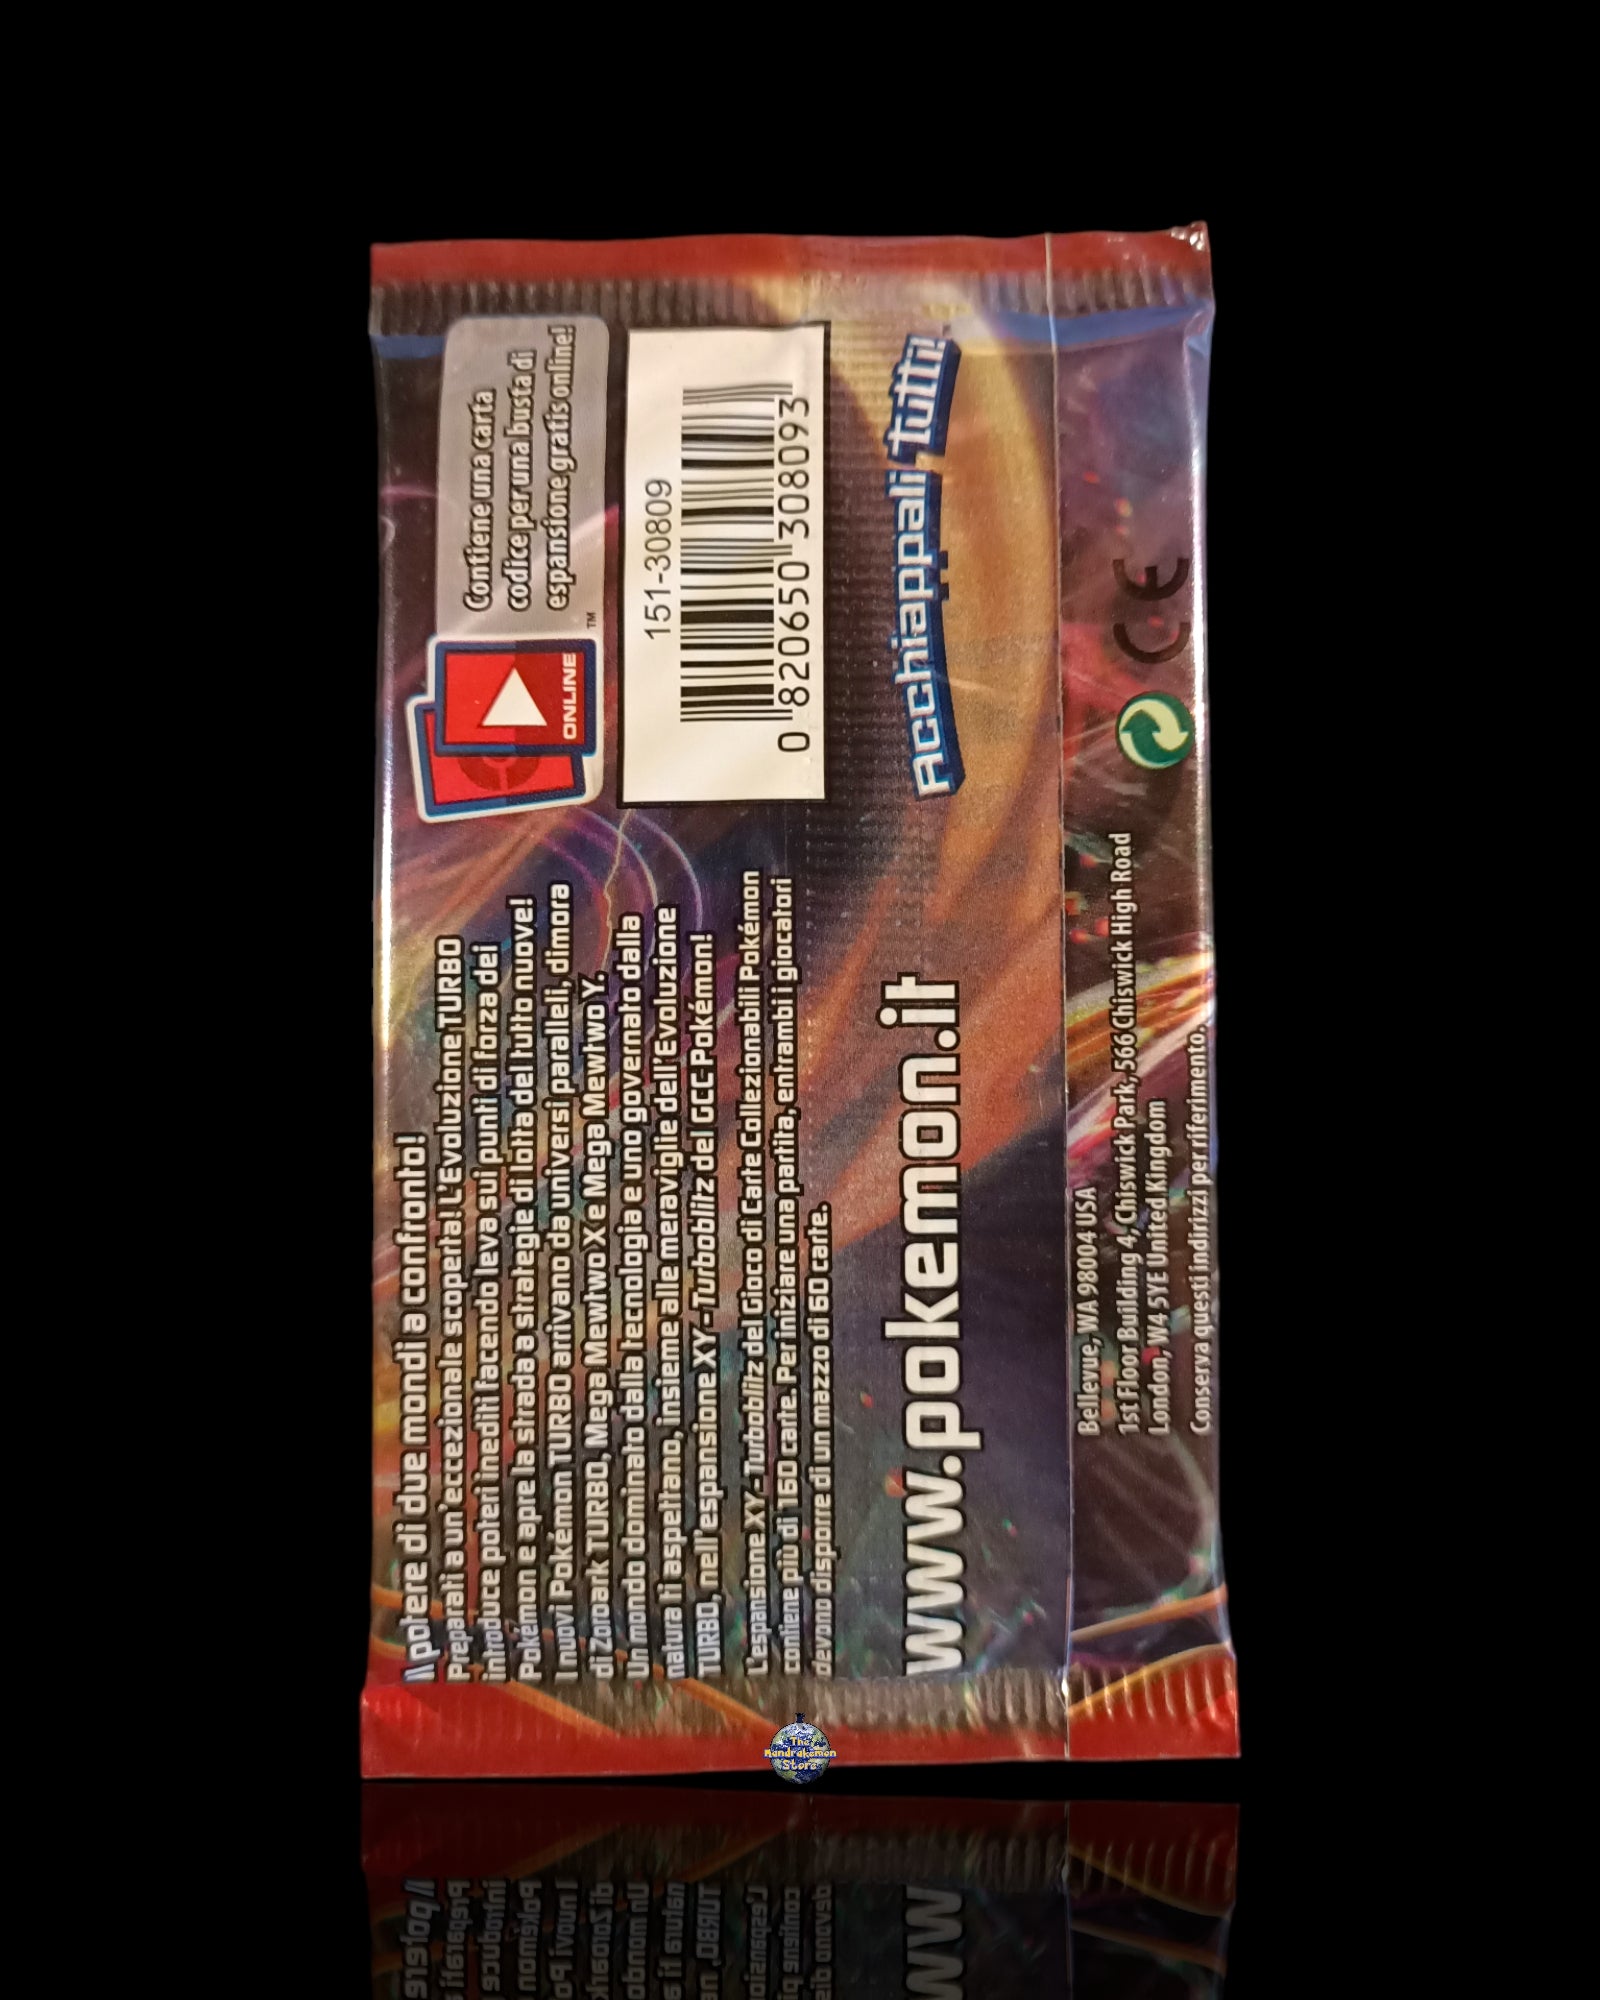 Il potere di due mondi a confronto!
Preparati a un'eccezionale scoperta! L'Evoluzione TURBO
introduce poteri inediti facendo leva sui punti di forza dei
Pokémon e apre la strada a strategie di lotta del tutto nuove!
I nuovi Pokémon TURBO arrivano da universi paralleli, dimora
di Zoroark TURBO, Mega Mewtwo X e Mega Mewtwo Y.
Un mondo dominato dalla tecnologia e uno governato dalla
natura ti aspettano, insieme alle meraviglie dell'Evoluzione
TURBO, nell'espansione XY - Turboblitz del GCC Pokémon!
L'espansione XY - Turboblitz del Gioco di Carte Collezionabili Pokémon
contiene più di 160 carte. Per iniziare una partita, entrambi i giocatori
devono disporre di un mazzo di 60 carte.
ONLINE
TM
Contiene una carta
codice per una busta di
espansione gratis online!
151-30809
0 820650 308093
www.pokemon.it
Acchiappali tutti!
Bellevue, WA 98004 USA
1st Floor Building 4, Chiswick Park, 566 Chiswick High Road
London, W4 5YE United Kingdom
Conserva questi indirizzi per riferimento.
CE
The
Mandrakemon
Store